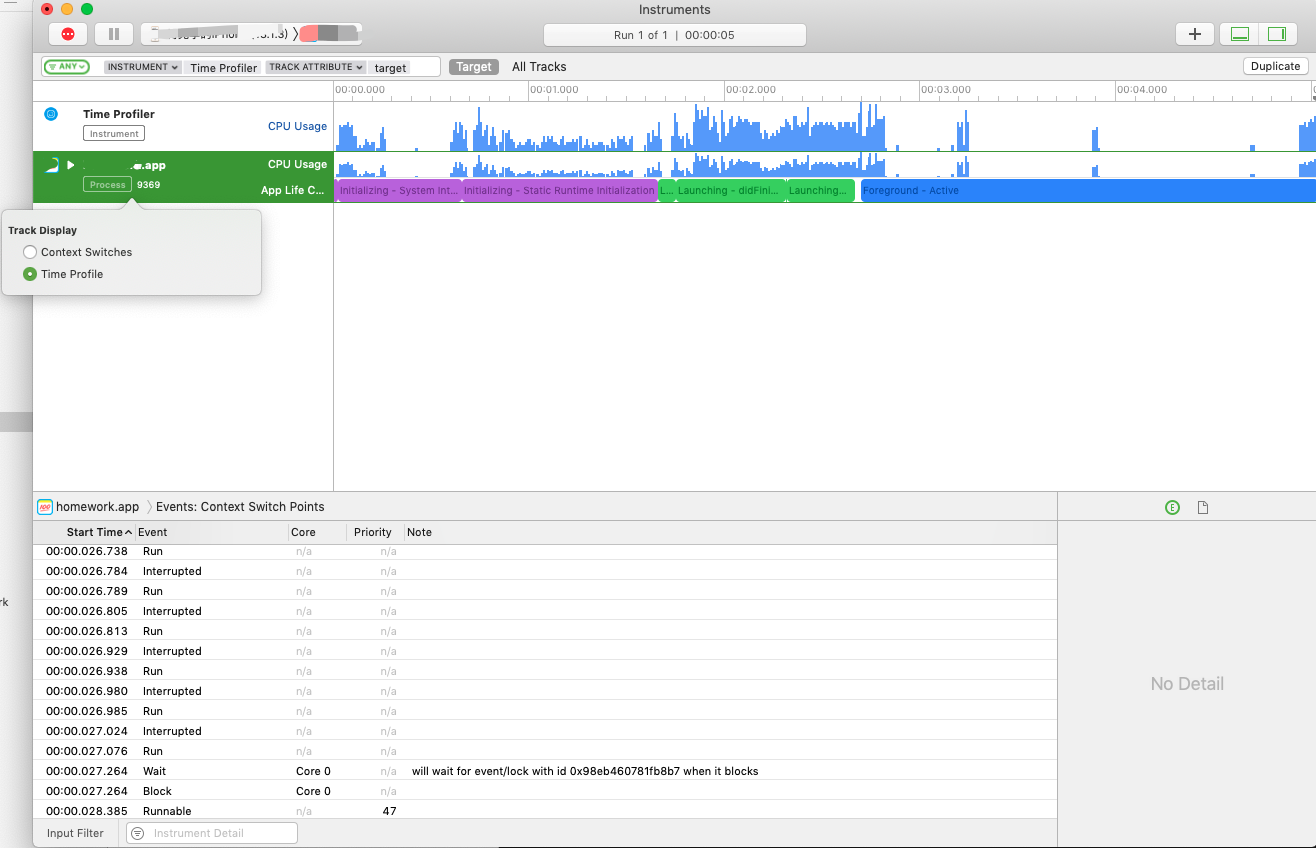 Instruments
Run 1 of 1 | 00:00:05
ANY INSTRUMENT Time Profiler TRACK ATTRIBUTE target Target All Tracks Duplicate
00:00.000 00:01.000 00:02.000 00:03.000 00:04.000
Time Profiler
Instrument
CPU Usage
.app
CPU Usage
Process 9369
App Life C...
Initializing - System Int... Initializing - Static Runtime Initialization L... Launching - didFini... Launching... Foreground - Active
Track Display
Context Switches
Time Profile
homework.app Events: Context Switch Points
Start Time Event Core Priority Note
00:00.026.738 Run n/a n/a
00:00.026.784 Interrupted n/a n/a
00:00.026.789 Run n/a n/a
00:00.026.805 Interrupted n/a n/a
00:00.026.813 Run n/a n/a
00:00.026.929 Interrupted n/a n/a
00:00.026.938 Run n/a n/a
00:00.026.980 Interrupted n/a n/a
00:00.026.985 Run n/a n/a
00:00.027.024 Interrupted n/a n/a
00:00.027.076 Run n/a n/a
00:00.027.264 Wait Core 0 n/a will wait for event/lock with id 0x98eb460781fb8b7 when it blocks
00:00.027.264 Block Core 0 n/a
00:00.028.385 Runnable n/a 47
No Detail
rk
Input Filter Instrument Detail